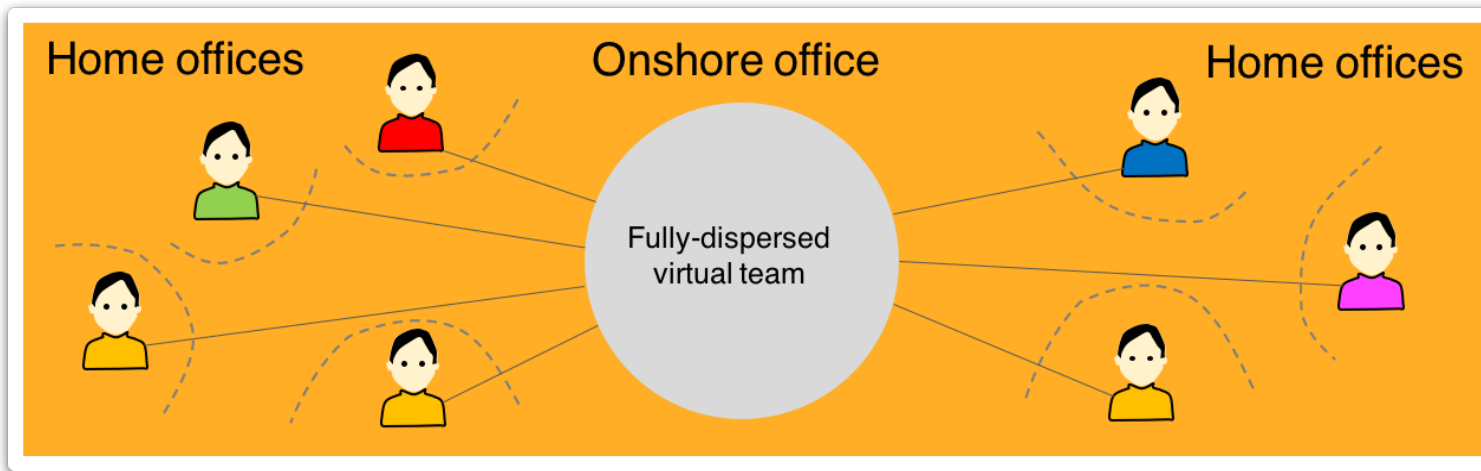 Home offices
Onshore office
Home offices
Fully-dispersed
virtual team